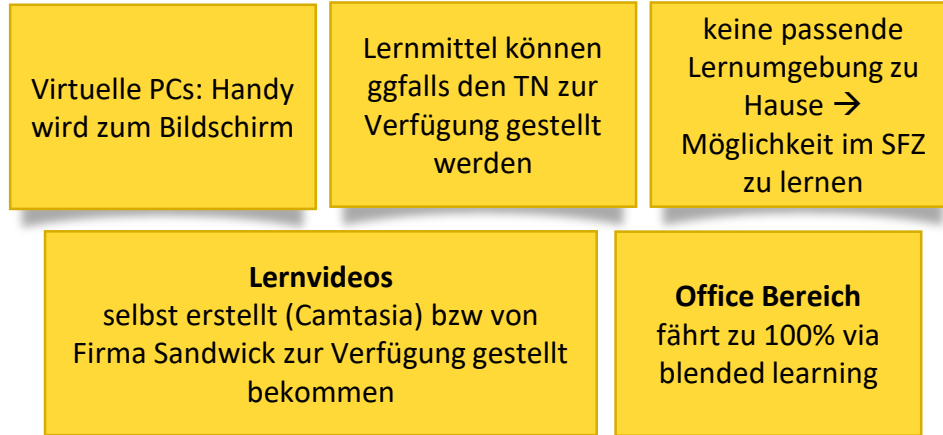 Virtuelle PCs: Handy
wird zum Bildschirm
Lernmittel können
ggfalls den TN zur
Verfügung gestellt
werden
keine passende
Lernumgebung zu
Hause →
Möglichkeit im SFZ
zu lernen
Lernvideos
selbst erstellt (Camtasia) bzw von
Firma Sandwick zur Verfügung gestellt
bekommen
Office Bereich
fährt zu 100% via
blended learning